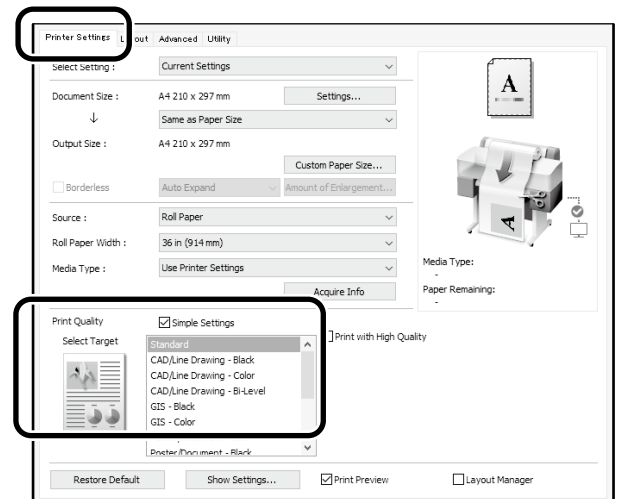 Printer Settings Layout Advanced Utility
Select Setting : Current Settings
Document Size : A4 210 x 297 mm Settings...
↓ Same as Paper Size
Output Size : A4 210 x 297 mm
Custom Paper Size...
Borderless Auto Expand Amount of Enlargement...
Source : Roll Paper
Roll Paper Width : 36 in (914 mm)
Media Type : Use Printer Settings
Acquire Info
A
A
Media Type:
-
Paper Remaining:
-
Print Quality Simple Settings
Select Target
Standard
CAD/Line Drawing - Black
CAD/Line Drawing - Color
CAD/Line Drawing - Bi-Level
GIS - Black
GIS - Color
Poster/Document - Black
Print with High Quality
Restore Default Show Settings... Print Preview Layout Manager